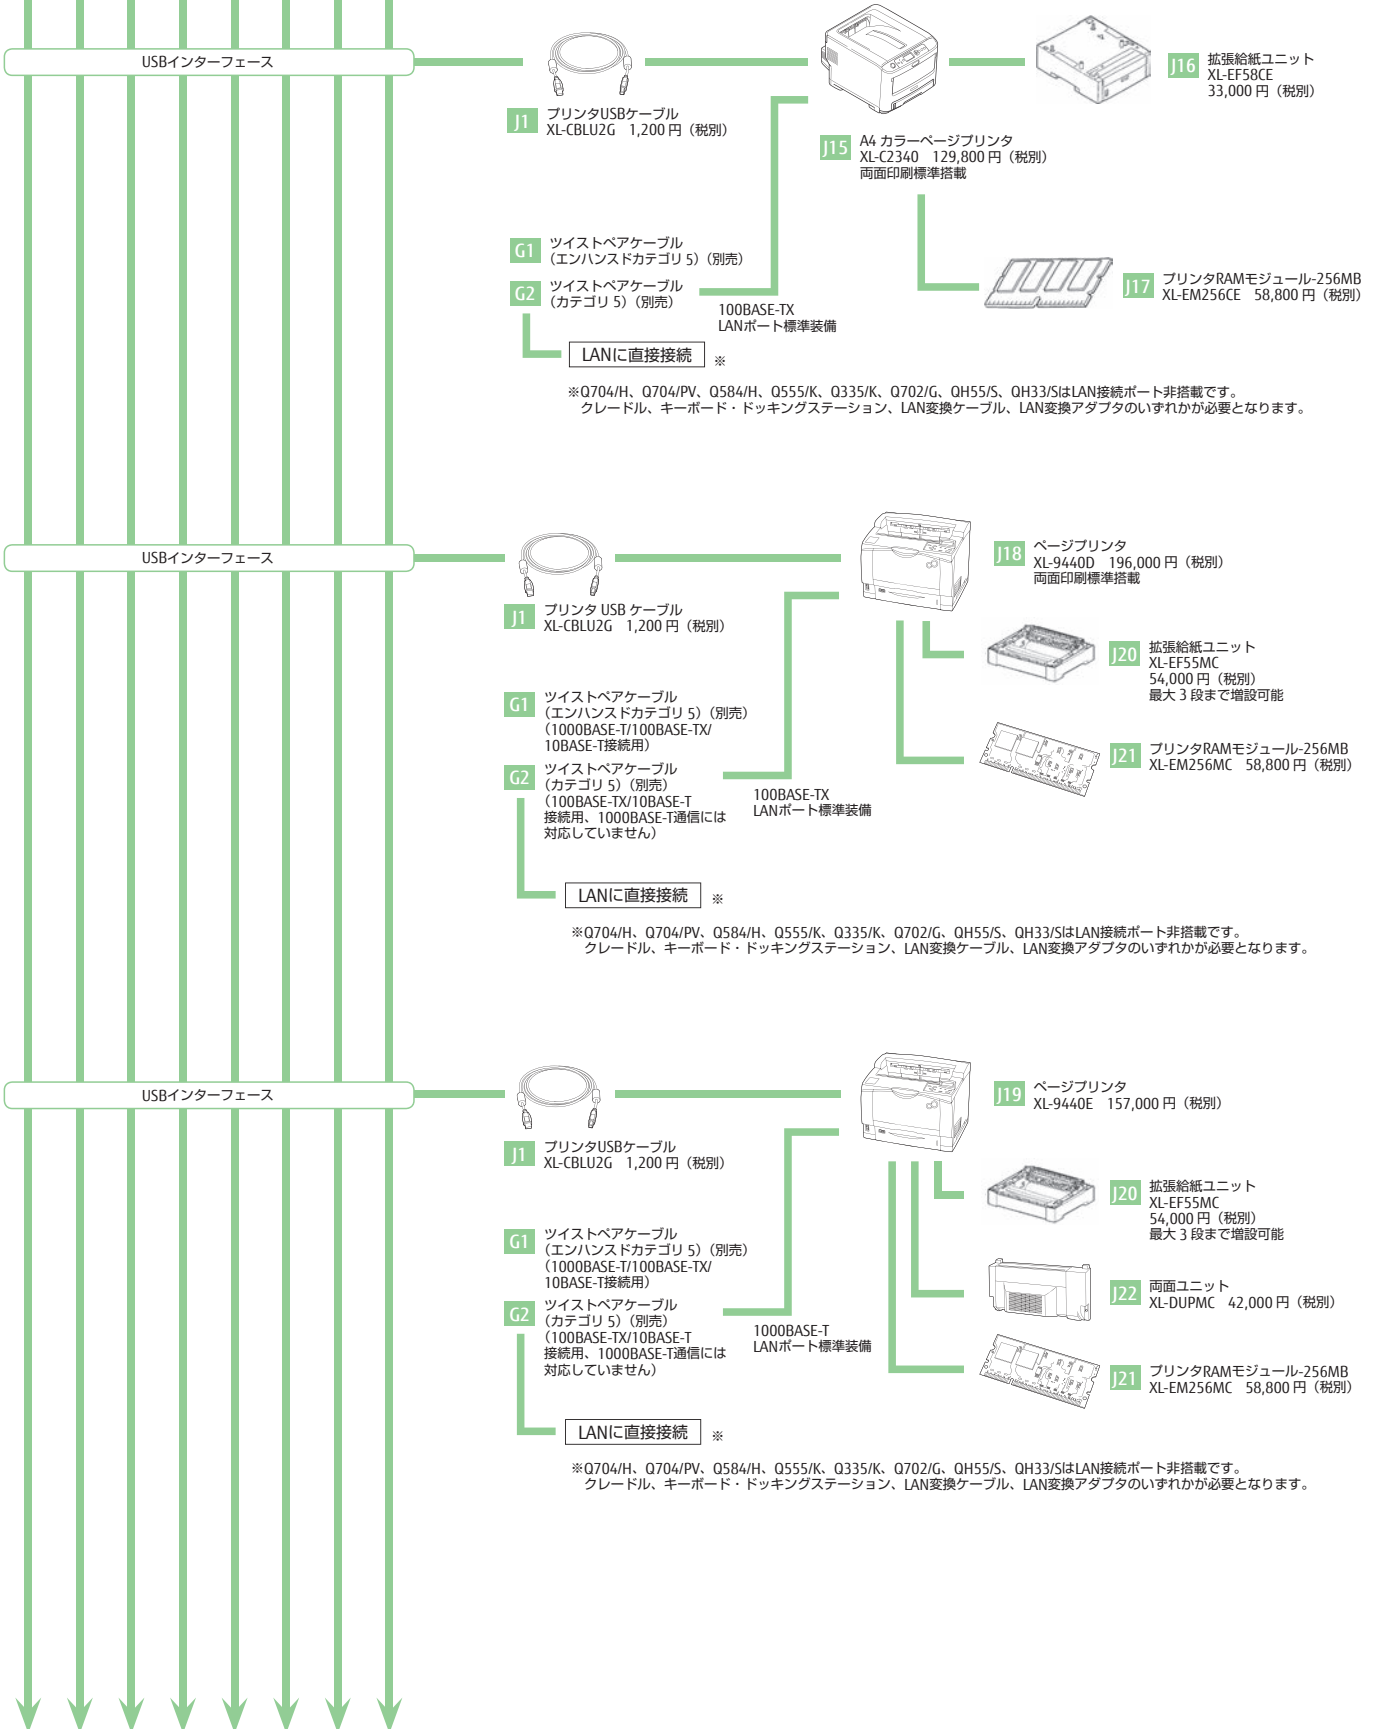 USBインターフェース
J1 プリンタUSBケーブル
XL-CBLU2G 1,200 円（税別）
J15 A4 カラーページプリンタ
XL-C2340 129,800 円（税別）
両面印刷標準搭載
J16 拡張給紙ユニット
XL-EF58CE
33,000 円（税別）
G1 ツイストペアケーブル
（エンハンスドカテゴリ 5）（別売）
G2 ツイストペアケーブル
（カテゴリ 5）（別売）
100BASE-TX
LANポート標準装備
J17 プリンタRAMモジュール-256MB
XL-EM256CE 58,800 円（税別）
LANに直接接続 ※
※Q704/H、Q704/PV、Q584/H、Q555/K、Q335/K、Q702/G、QH55/S、QH33/SはLAN接続ポート非搭載です。
クレードル、キーボード・ドッキングステーション、LAN変換ケーブル、LAN変換アダプタのいずれかが必要となります。
USBインターフェース
J1 プリンタ USB ケーブル
XL-CBLU2G 1,200 円（税別）
J18 ページプリンタ
XL-9440D 196,000 円（税別）
両面印刷標準搭載
J20 拡張給紙ユニット
XL-EF55MC
54,000 円（税別）
最大 3 段まで増設可能
G1 ツイストペアケーブル
（エンハンスドカテゴリ 5）（別売）
（1000BASE-T/100BASE-TX/
10BASE-T接続用）
G2 ツイストペアケーブル
（カテゴリ 5）（別売）
（100BASE-TX/10BASE-T
接続用、1000BASE-T通信には
対応していません）
100BASE-TX
LANポート標準装備
J21 プリンタRAMモジュール-256MB
XL-EM256MC 58,800 円（税別）
LANに直接接続 ※
※Q704/H、Q704/PV、Q584/H、Q555/K、Q335/K、Q702/G、QH55/S、QH33/SはLAN接続ポート非搭載です。
クレードル、キーボード・ドッキングステーション、LAN変換ケーブル、LAN変換アダプタのいずれかが必要となります。
USBインターフェース
J1 プリンタUSBケーブル
XL-CBLU2G 1,200 円（税別）
J19 ページプリンタ
XL-9440E 157,000 円（税別）
J20 拡張給紙ユニット
XL-EF55MC
54,000 円（税別）
最大 3 段まで増設可能
G1 ツイストペアケーブル
（エンハンスドカテゴリ 5）（別売）
（1000BASE-T/100BASE-TX/
10BASE-T接続用）
G2 ツイストペアケーブル
（カテゴリ 5）（別売）
（100BASE-TX/10BASE-T
接続用、1000BASE-T通信には
対応していません）
1000BASE-T
LANポート標準装備
J22 両面ユニット
XL-DUPMC 42,000 円（税別）
J21 プリンタRAMモジュール-256MB
XL-EM256MC 58,800 円（税別）
LANに直接接続 ※
※Q704/H、Q704/PV、Q584/H、Q555/K、Q335/K、Q702/G、QH55/S、QH33/SはLAN接続ポート非搭載です。
クレードル、キーボード・ドッキングステーション、LAN変換ケーブル、LAN変換アダプタのいずれかが必要となります。